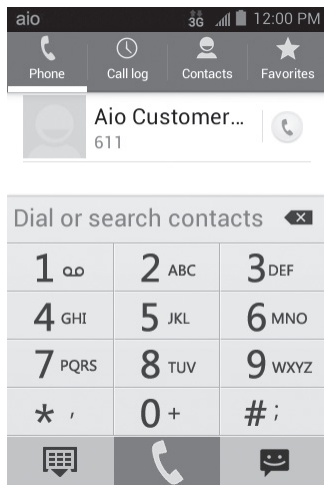 aio 3G 12:00 PM
Phone Call log Contacts Favorites
Aio Customer...
611
Dial or search contacts
1 2 ABC 3 DEF
4 GHI 5 JKL 6 MNO
7 PQRS 8 TUV 9 WXYZ
* , 0 + # ;